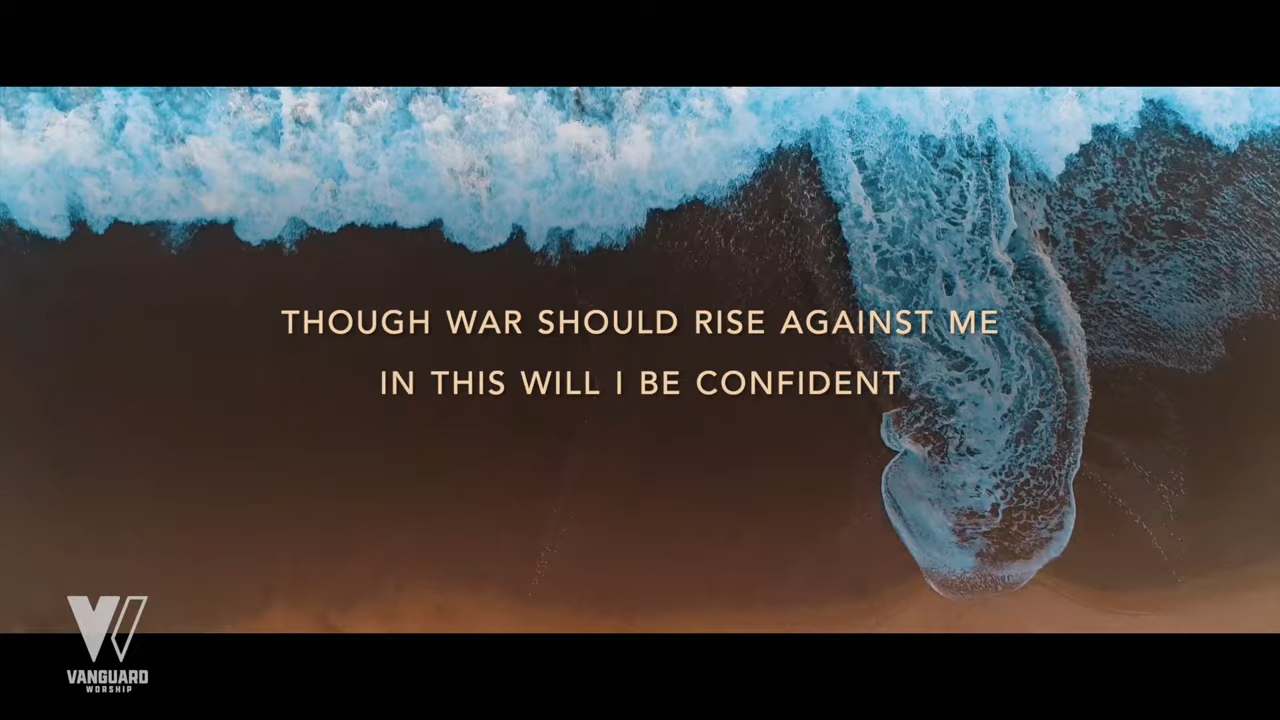 THOUGH WAR SHOULD RISE AGAINST ME
IN THIS WILL I BE CONFIDENT
VANGUARD
WORSHIP